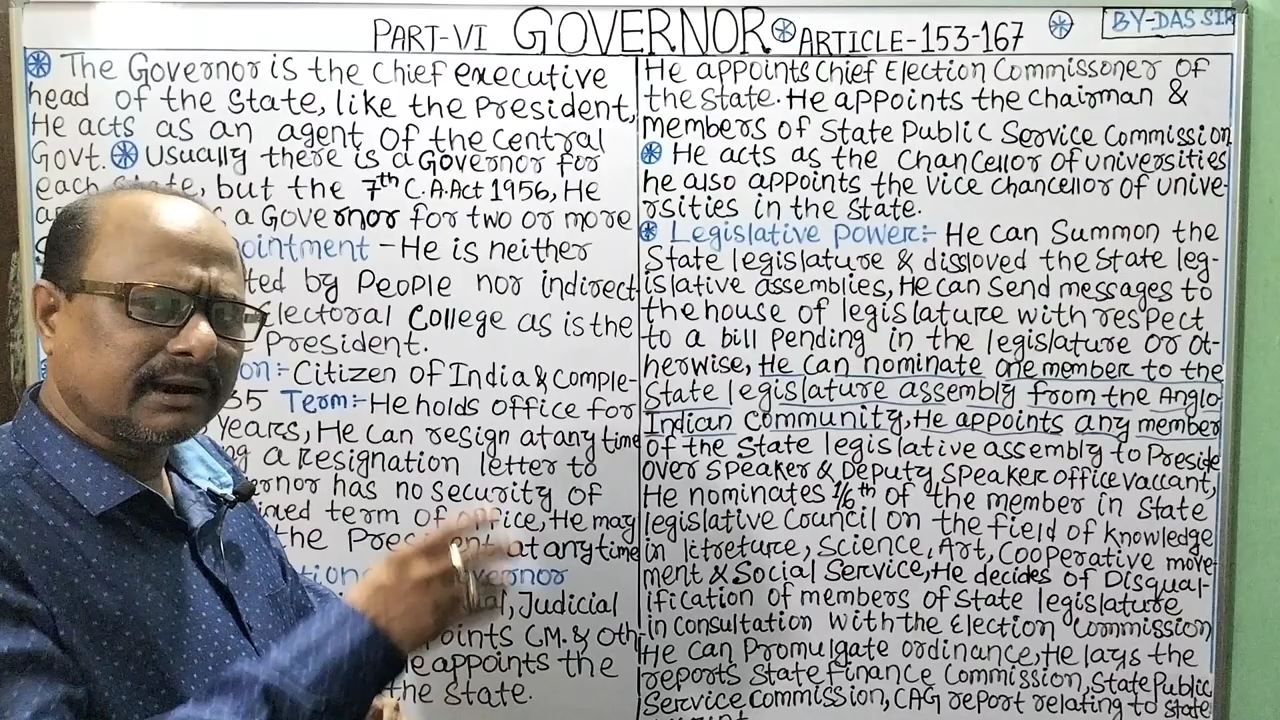 PART-VI GOVERNOR ARTICLE-153-167
BY-DAS SIR
The Governor is the chief executive
head of the State, like the President,
He acts as an agent of the Central
Govt. Usually there is a Governor for
each State, but the 7th C.A.Act 1956, He
a Governor for two or more
ointment - He is neither
ted by People nor indirect
Electoral College as is the
President.
on:- Citizen of India & Comple-
35 Term:- He holds office for
years, He can resign at any time
ng a resignation letter to
ernor has no security of
ined term of office, He may
the President at any time
tion Governor
al, Judicial
oints C.M. & oth
e appoints the
the State.
He appoints Chief Election Commissoner of
the State. He appoints the Chairman &
members of State Public Service Commission
He acts as the Chancellor of universities
he also appoints the vice chancellor of unive-
rsities in the State.
Legislative Power:- He can Summon the
State legislature & dissloved the State leg-
islative assemblies, He can send messages to
the house of legislature with respect
to a bill pending in the legislature or ot-
herwise, He can nominate one member to the
State legislature assembly from the Anglo
Indian Community, He appoints any member
of the State legislative assembly to Preside
over speaker & Deputy speaker office vaccant,
He nominates 1/6th of the member in State
legislative Council on the field of knowledge
in litreture, Science, Art, Cooperative move-
ment & Social Service, He decides of Disqual-
ification of members of State legislature
in consultation with the Election Commission
He can Promulgate ordinance, He lays the
reports State Finance Commission, State Public
Service Commission, CAG report relating to state